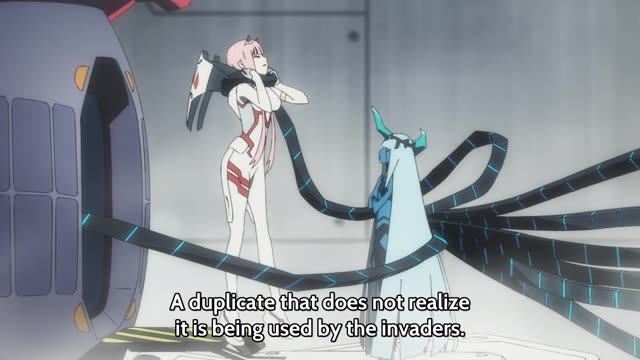 A duplicate that does not realize
it is being used by the invaders.